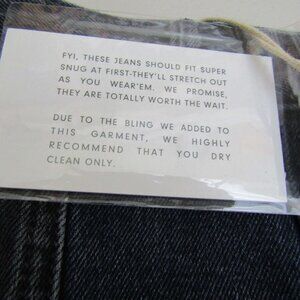 FYI, THESE JEANS SHOULD FIT SUPER
SNUG AT FIRST-THEY'LL STRETCH OUT
AS YOU WEAR'EM. WE PROMISE,
THEY ARE TOTALLY WORTH THE WAIT.
DUE TO THE BLING WE ADDED TO
THIS GARMENT, WE HIGHLY
RECOMMEND THAT YOU DRY
CLEAN ONLY.